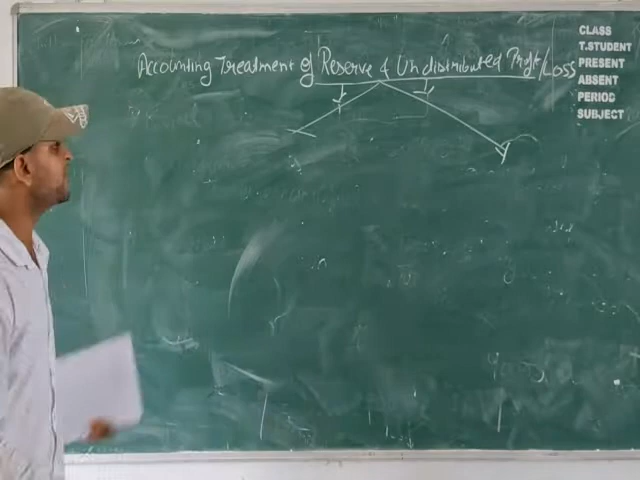 Accounting Treatment of Reserve & Undistributed Profit/Loss
CLASS
T.STUDENT
PRESENT
ABSENT
PERIOD
SUBJECT